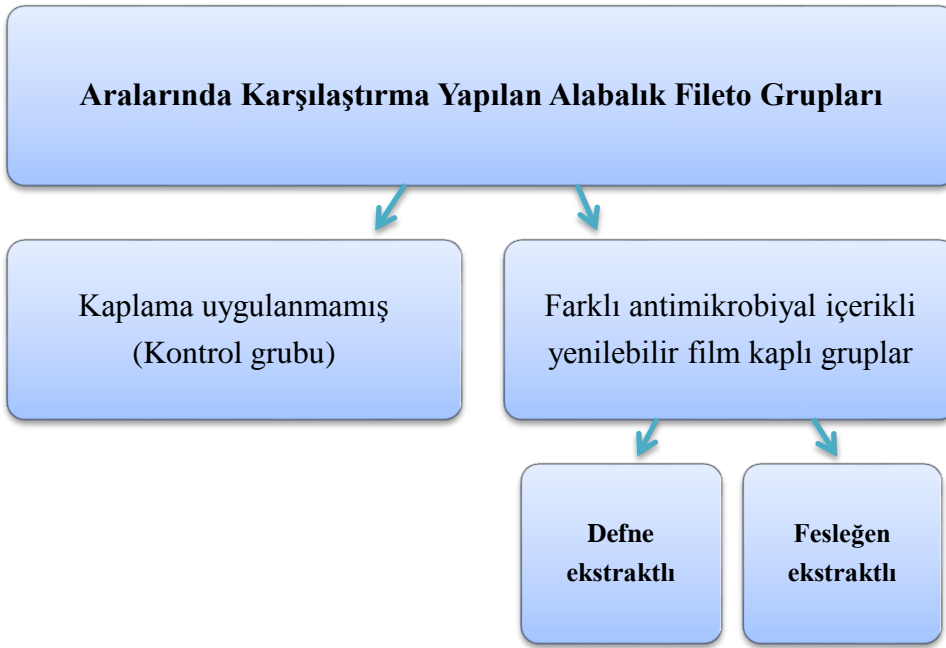 Aralarında Karşılaştırma Yapılan Alabalık Fileto Grupları
Kaplama uygulanmamış
(Kontrol grubu)
Farklı antimikrobiyal içerikli
yenilebilir film kaplı gruplar
Defne
ekstraktlı
Fesleğen
ekstraktlı